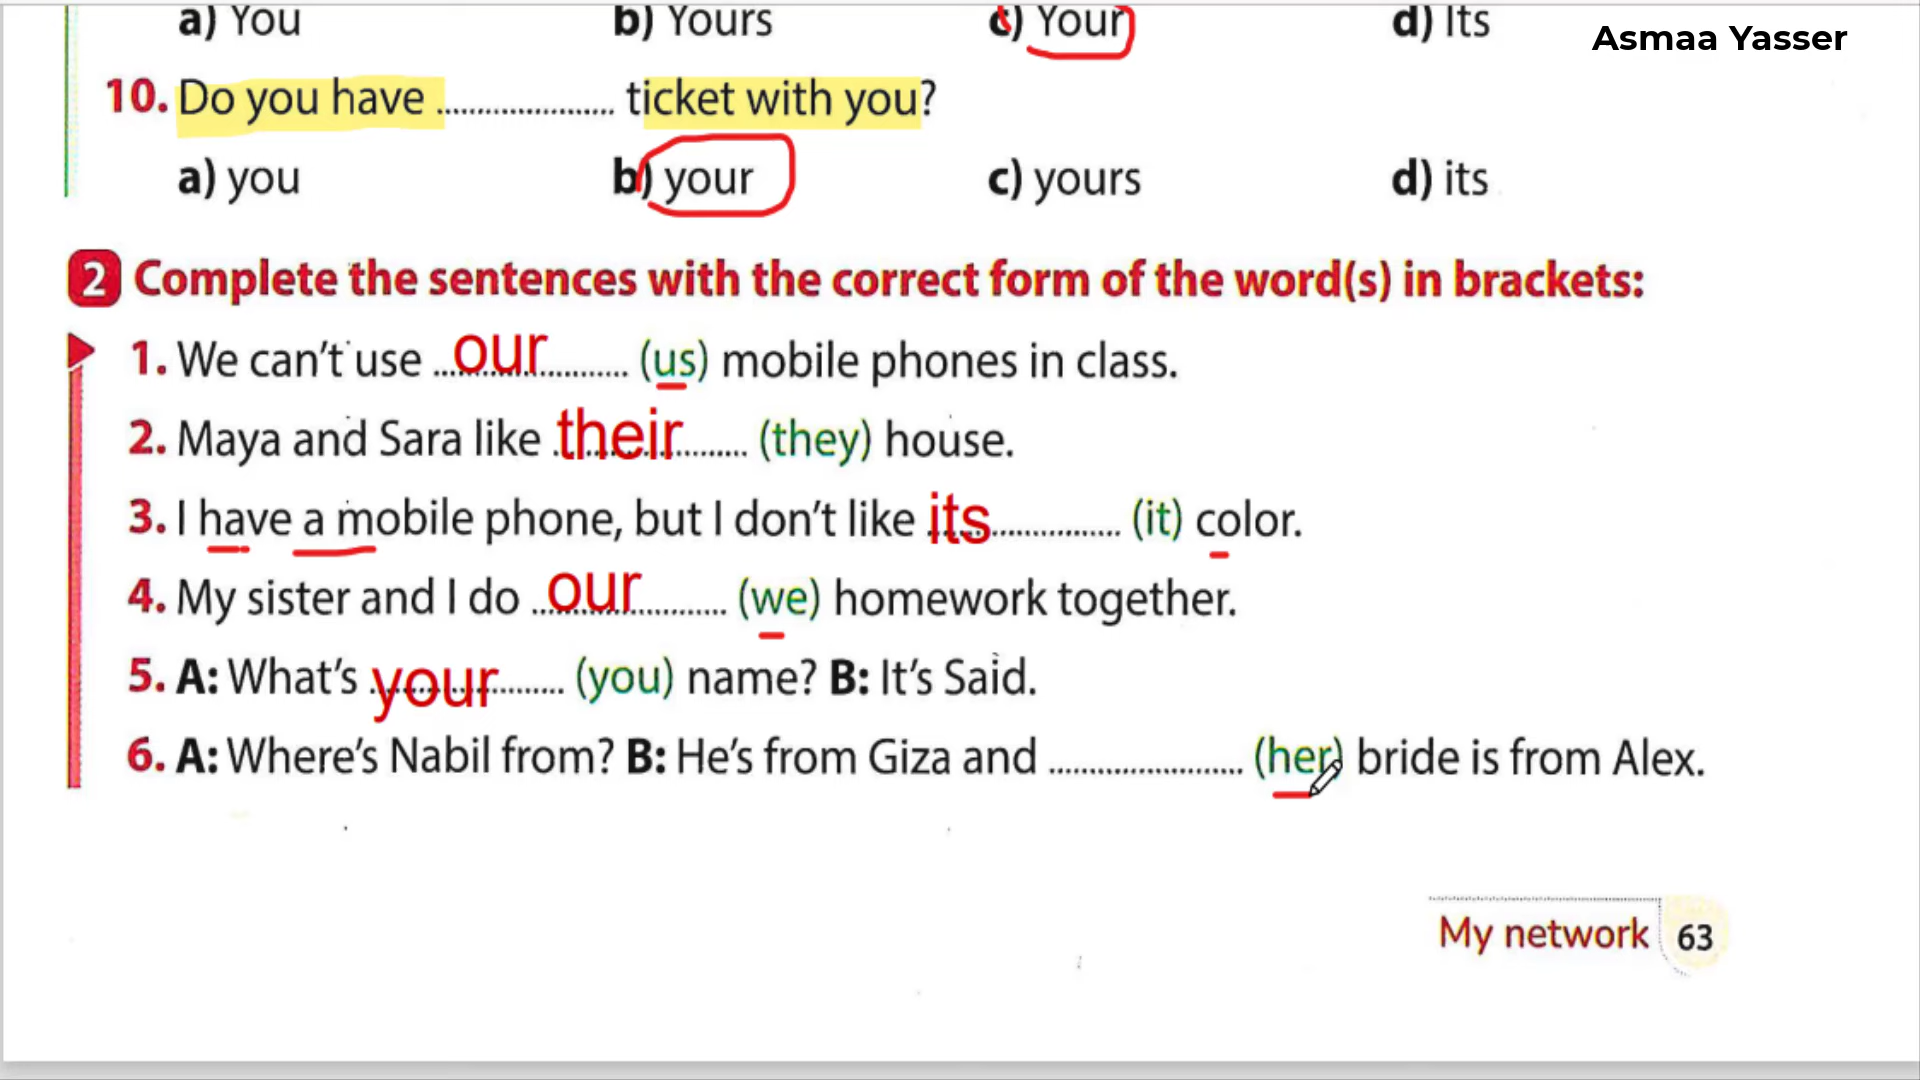 a) You b) Yours c) Your d) Its
Asmaa Yasser
10. Do you have .................... ticket with you?
a) you b) your c) yours d) its
2 Complete the sentences with the correct form of the word(s) in brackets:
1. We can't use our (us) mobile phones in class.
2. Maya and Sara like their (they) house.
3. I have a mobile phone, but I don't like its (it) color.
4. My sister and I do our (we) homework together.
5. A: What's your (you) name? B: It's Said.
6. A: Where's Nabil from? B: He's from Giza and ...................... (her) bride is from Alex.
My network 63